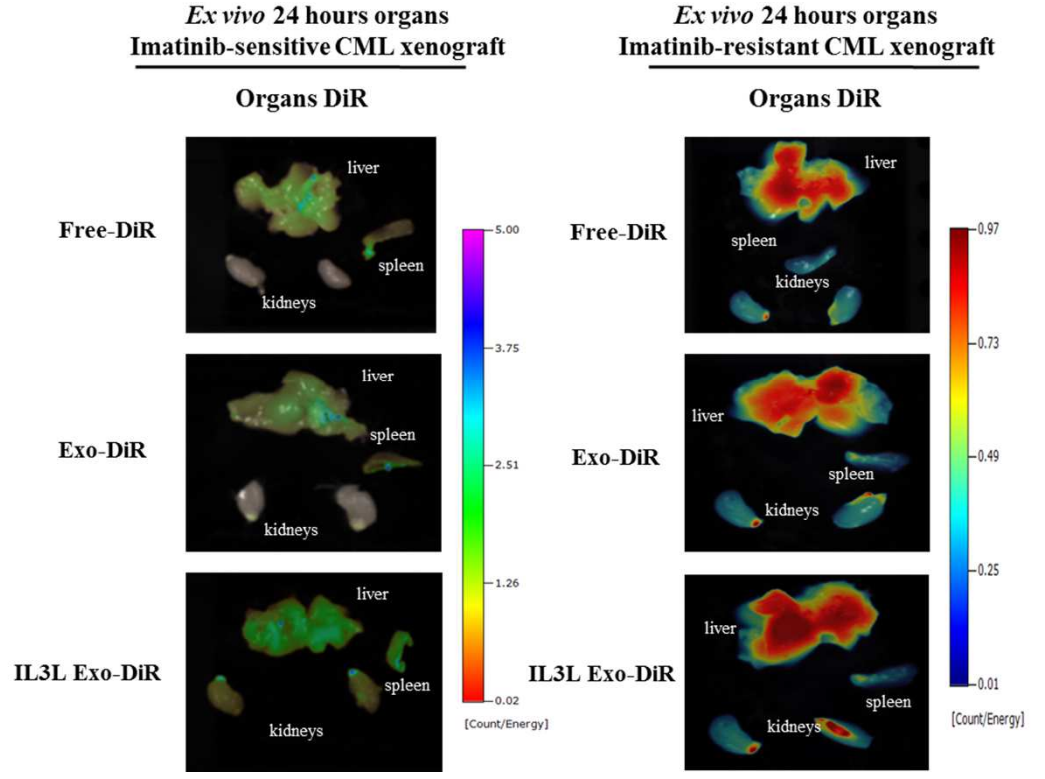 Ex vivo 24 hours organs
Imatinib-sensitive CML xenograft
Organs DiR
Free-DiR
liver
spleen
kidneys
Exo-DiR
liver
spleen
kidneys
IL3L Exo-DiR
liver
spleen
kidneys
5.00
3.75
2.51
1.26
0.02
[Count/Energy]
Ex vivo 24 hours organs
Imatinib-resistant CML xenograft
Organs DiR
Free-DiR
liver
spleen
kidneys
Exo-DiR
liver
spleen
kidneys
IL3L Exo-DiR
liver
spleen
kidneys
0.97
0.73
0.49
0.25
0.01
[Count/Energy]